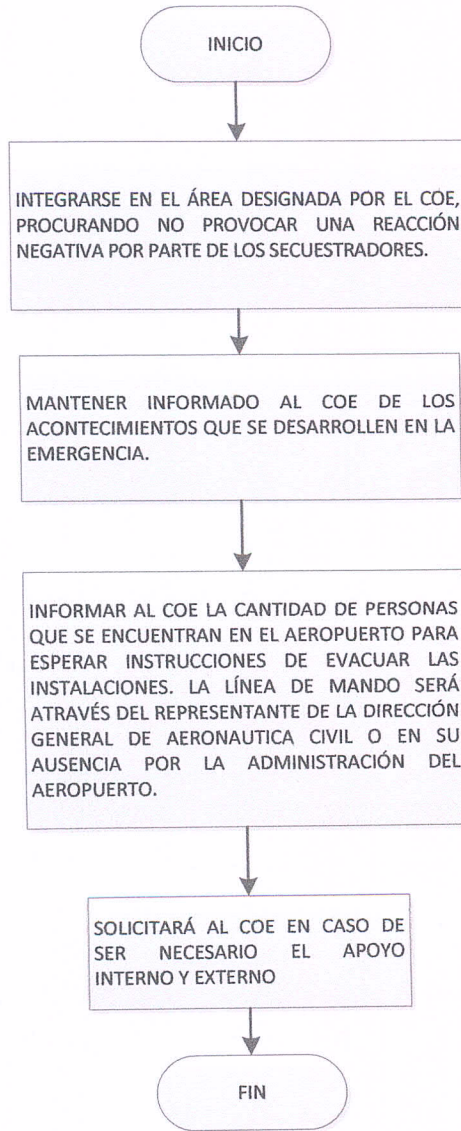 INICIO
INTEGRARSE EN EL ÁREA DESIGNADA POR EL COE,
PROCURANDO NO PROVOCAR UNA REACCIÓN
NEGATIVA POR PARTE DE LOS SECUESTRADORES.
MANTENER INFORMADO AL COE DE LOS
ACONTECIMIENTOS QUE SE DESARROLLEN EN LA
EMERGENCIA.
INFORMAR AL COE LA CANTIDAD DE PERSONAS
QUE SE ENCUENTRAN EN EL AEROPUERTO PARA
ESPERAR INSTRUCCIONES DE EVACUAR LAS
INSTALACIONES. LA LÍNEA DE MANDO SERÁ
ATRAVÉS DEL REPRESENTANTE DE LA DIRECCIÓN
GENERAL DE AERONAUTICA CIVIL O EN SU
AUSENCIA POR LA ADMINISTRACIÓN DEL
AEROPUERTO.
SOLICITARÁ AL COE EN CASO DE
SER NECESARIO EL APOYO
INTERNO Y EXTERNO
FIN